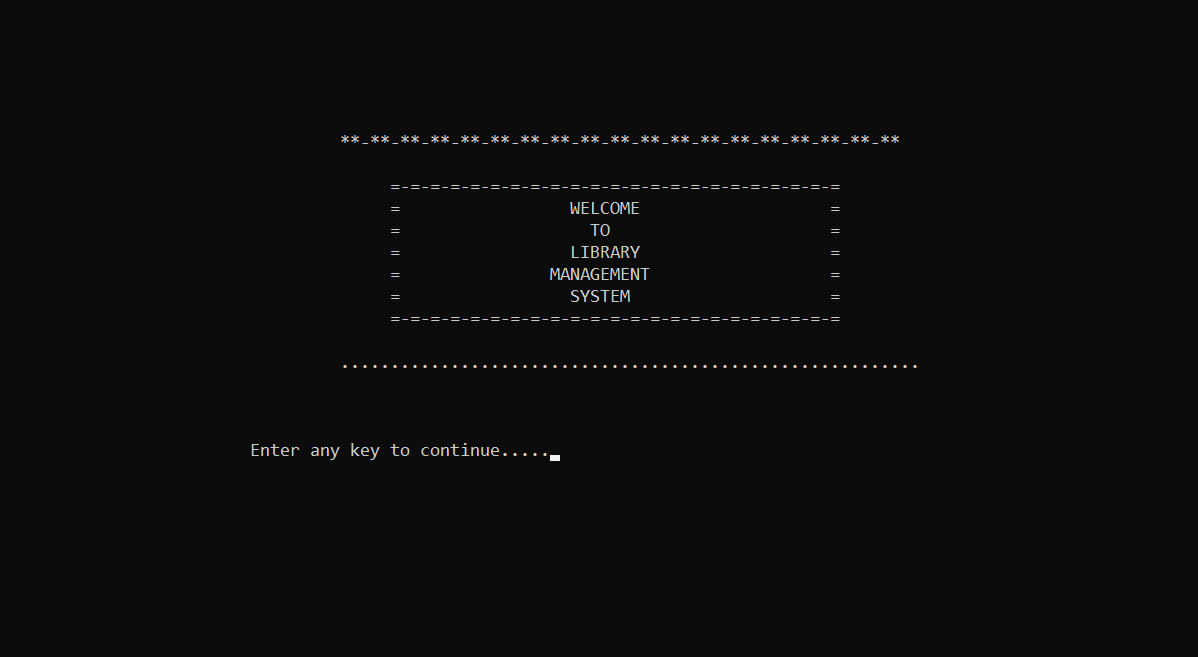 **-**-**-**-**-**-**-**-**-**-**-**-**-**-**-**-**-**-**
=-=-=-=-=-=-=-=-=-=-=-=-=-=-=-=-=-=-=-=-=-=-=
= WELCOME =
= TO =
= LIBRARY =
= MANAGEMENT =
= SYSTEM =
=-=-=-=-=-=-=-=-=-=-=-=-=-=-=-=-=-=-=-=-=-=-=
..........................................................
Enter any key to continue.....